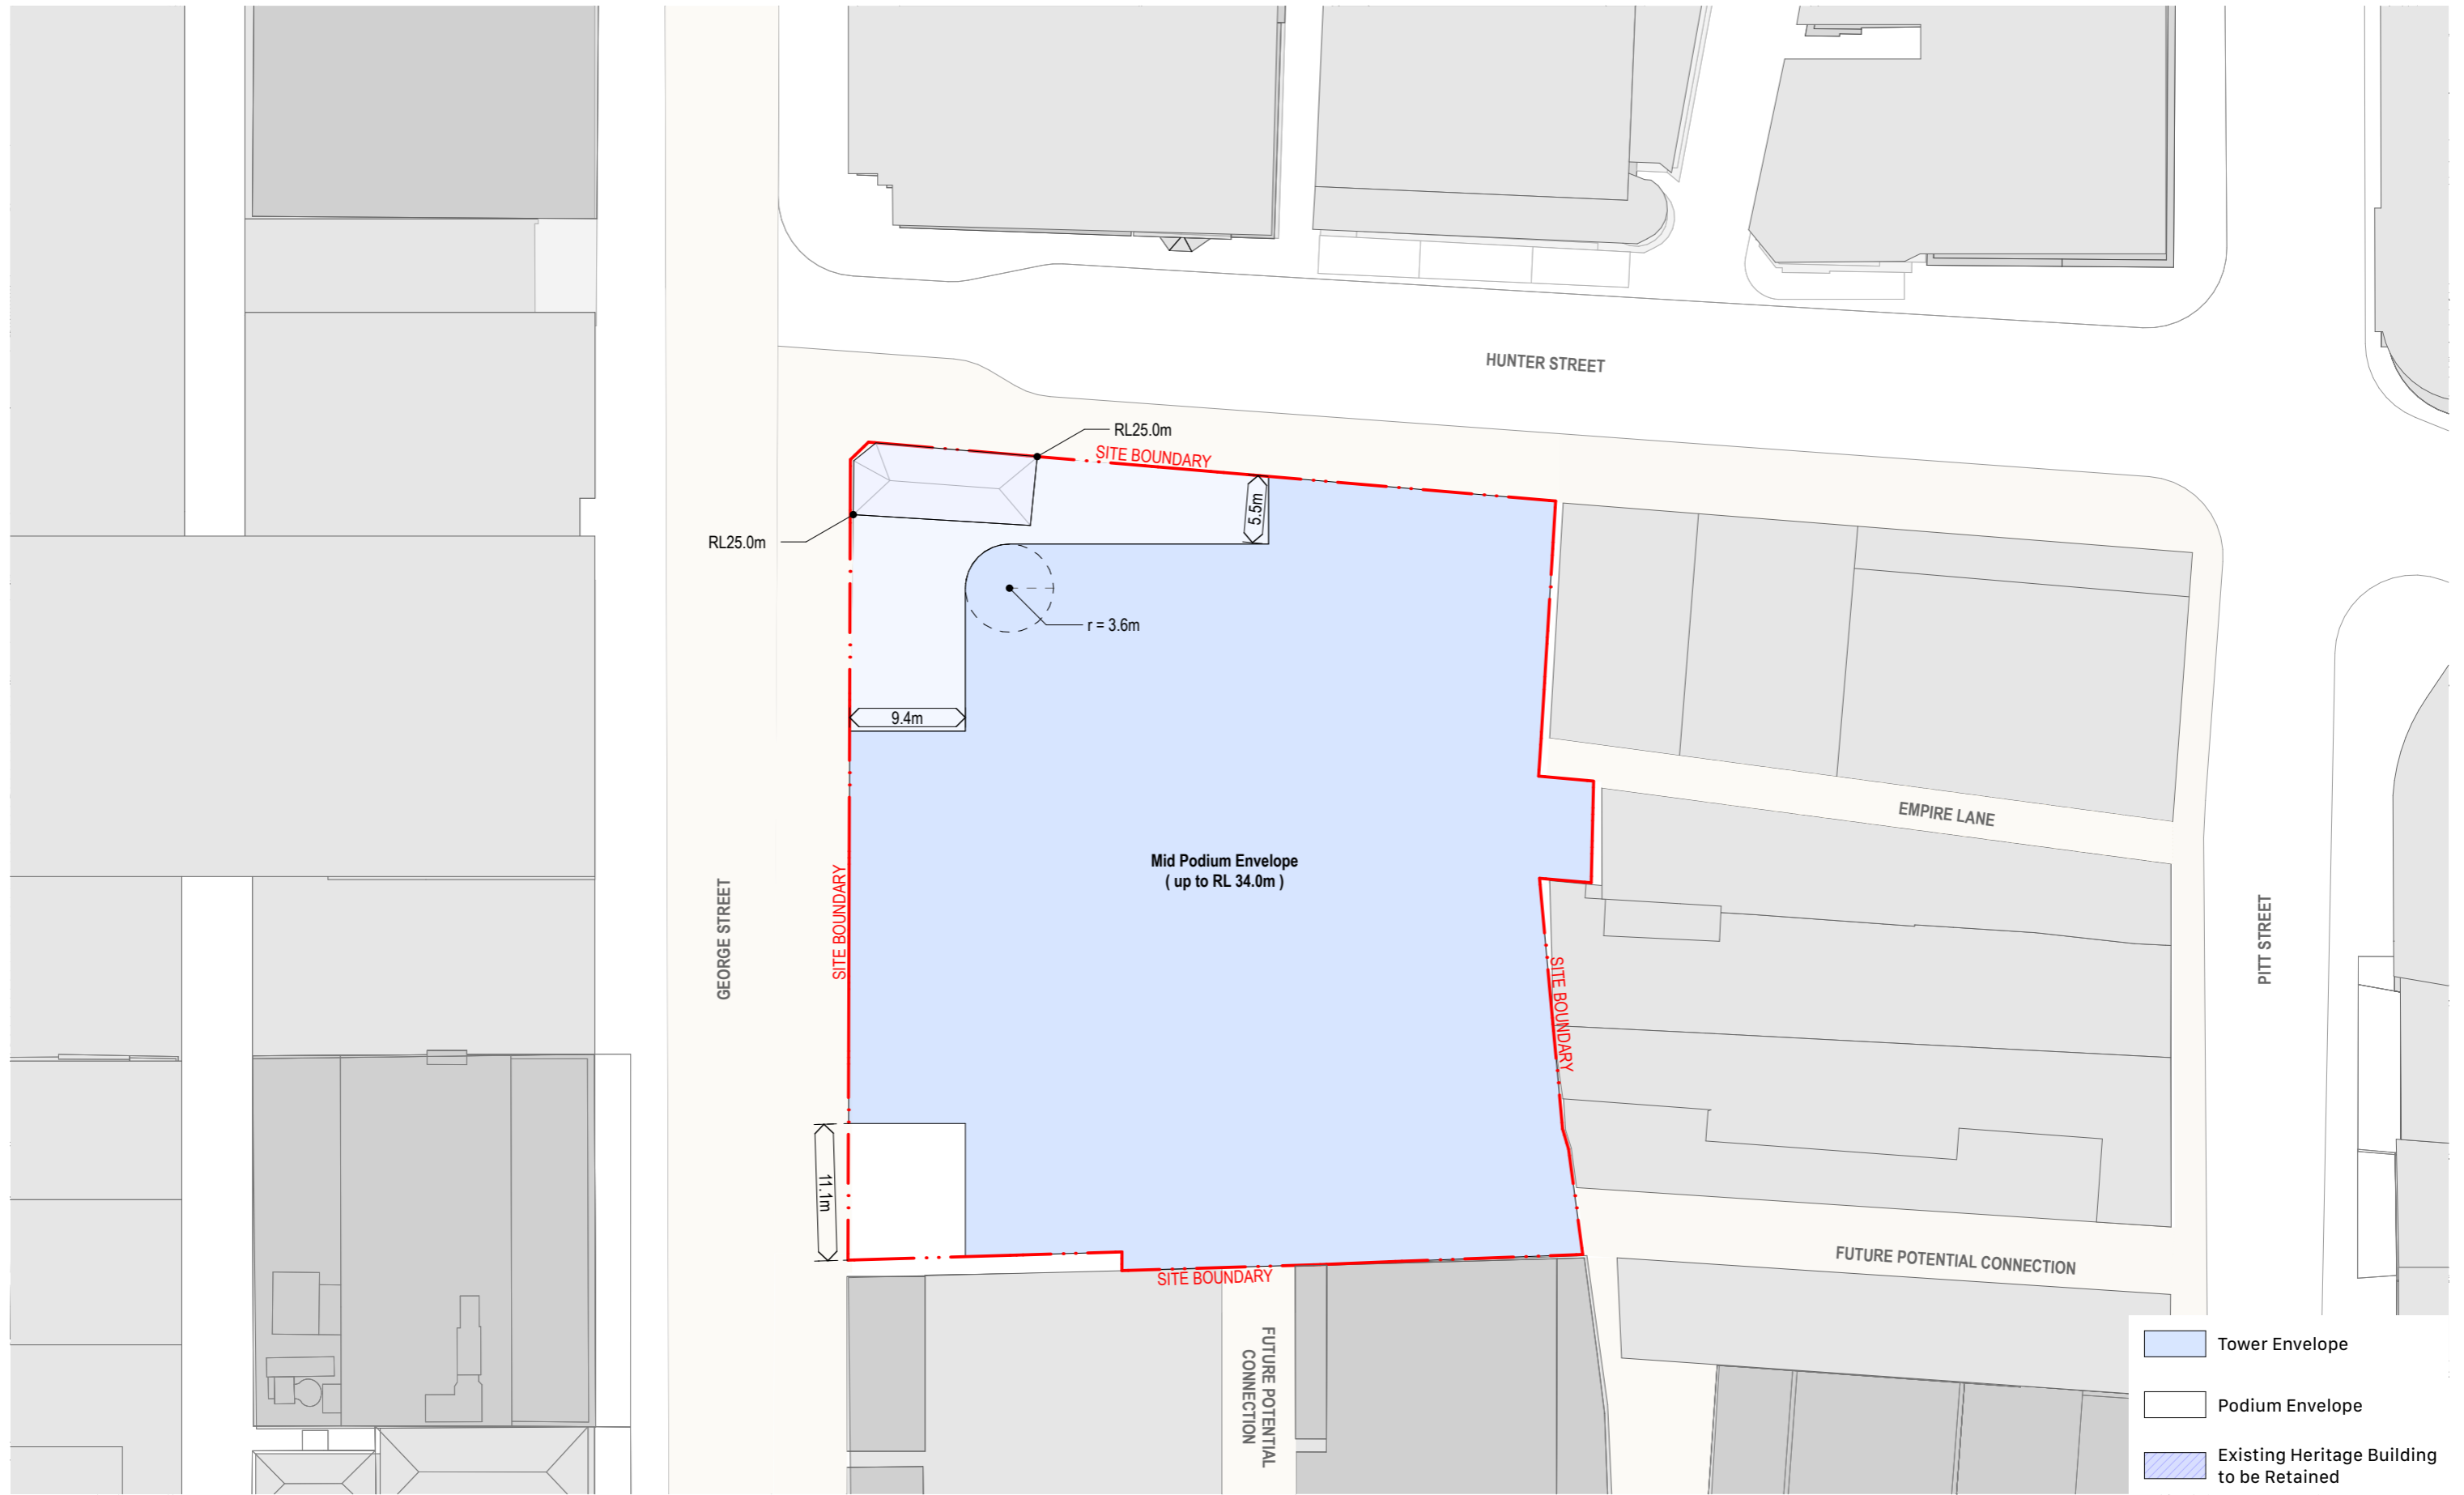 HUNTER STREET
RL25.0m
SITE BOUNDARY
5.5m
RL25.0m
r = 3.6m
9.4m
EMPIRE LANE
Mid Podium Envelope
( up to RL 34.0m )
SITE BOUNDARY
GEORGE STREET
PITT STREET
SITE BOUNDARY
11.1m
FUTURE POTENTIAL CONNECTION
SITE BOUNDARY
FUTURE POTENTIAL
CONNECTION
Tower Envelope
Podium Envelope
Existing Heritage Building
to be Retained